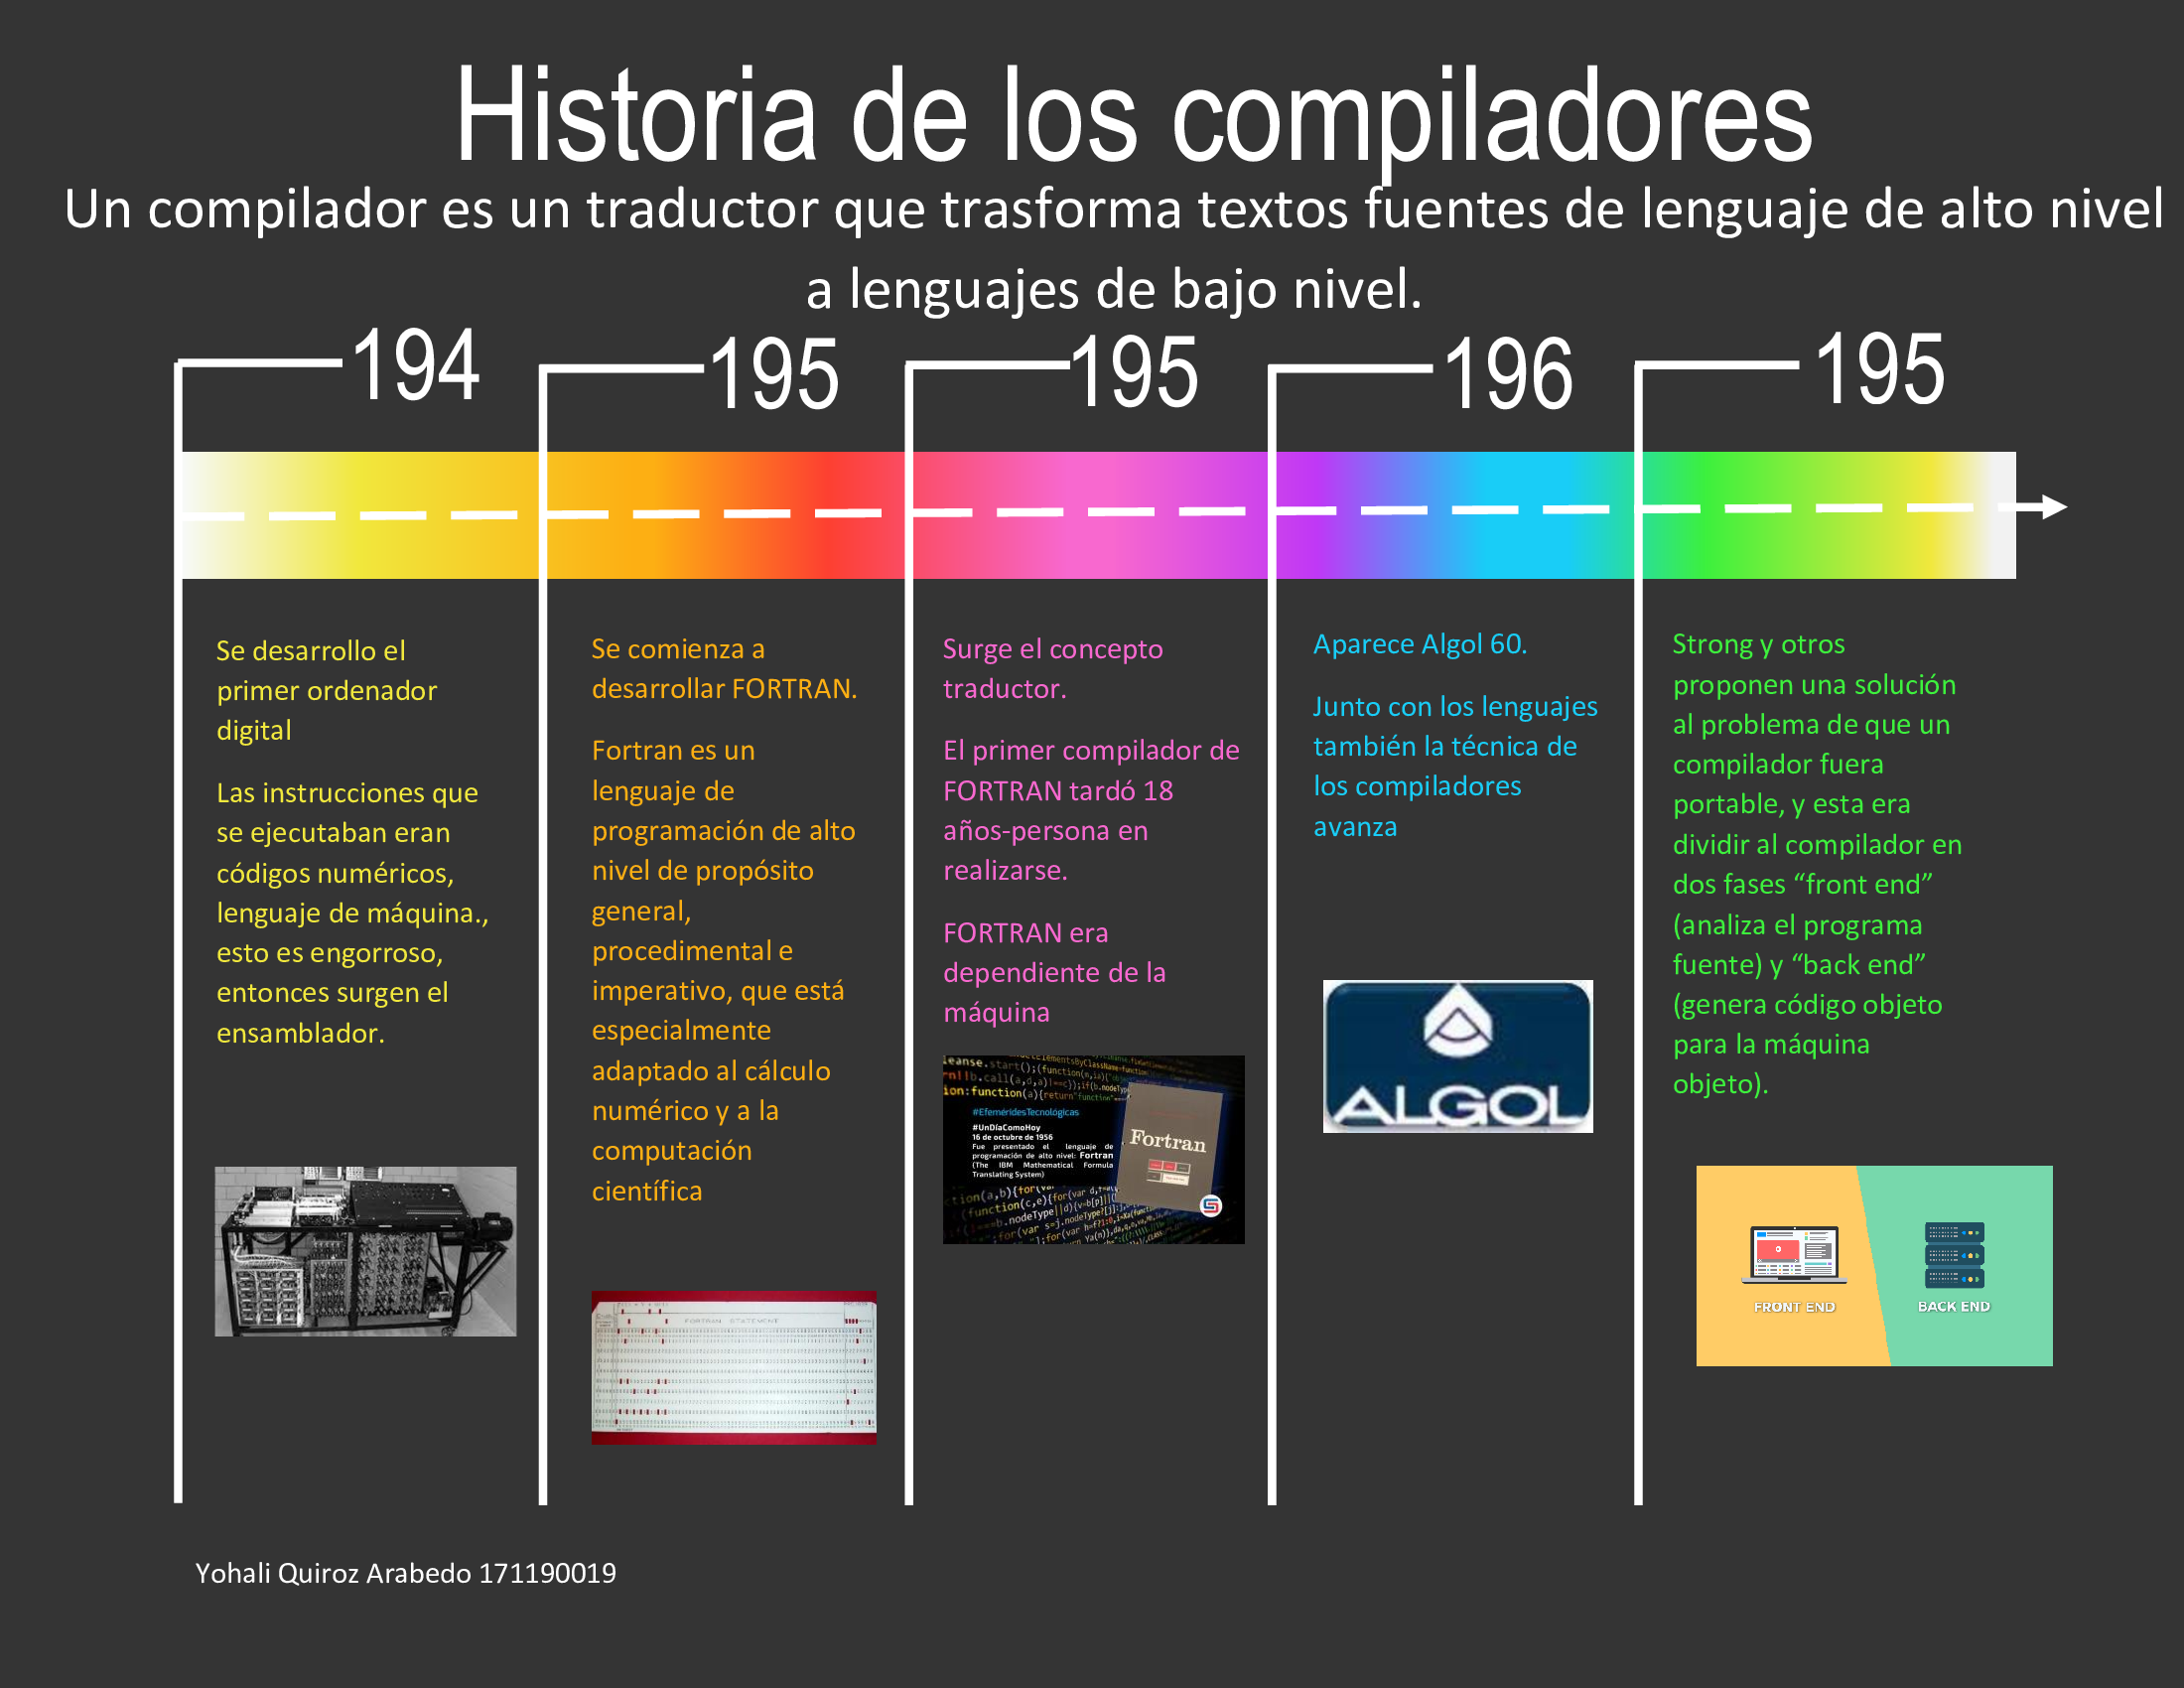 Historia de los compiladores
Un compilador es un traductor que trasforma textos fuentes de lenguaje de alto nivel
a lenguajes de bajo nivel.
194
195
195
196
195
Se desarrollo el
primer ordenador
digital
Las instrucciones que
se ejecutaban eran
códigos numéricos,
lenguaje de máquina.,
esto es engorroso,
entonces surgen el
ensamblador.
Se comienza a
desarrollar FORTRAN.
Fortran es un
lenguaje de
programación de alto
nivel de propósito
general,
procedimental e
imperativo, que está
especialmente
adaptado al cálculo
numérico y a la
computación
científica
FORTRAN STATEMENT
Surge el concepto
traductor.
El primer compilador de
FORTRAN tardó 18
años-persona en
realizarse.
FORTRAN era
dependiente de la
máquina
#EfeméridesTecnológicas
#UnDíaComoHoy
16 de octubre de 1956
Fue presentado el lenguaje de
programación de alto nivel: Fortran
(The IBM Mathematical Formula
Translating System)
Fortran
Aparece Algol 60.
Junto con los lenguajes
también la técnica de
los compiladores
avanza
ALGOL
Strong y otros
proponen una solución
al problema de que un
compilador fuera
portable, y esta era
dividir al compilador en
dos fases “front end”
(analiza el programa
fuente) y “back end”
(genera código objeto
para la máquina
objeto).
FRONT END
BACK END
Yohali Quiroz Arabedo 171190019